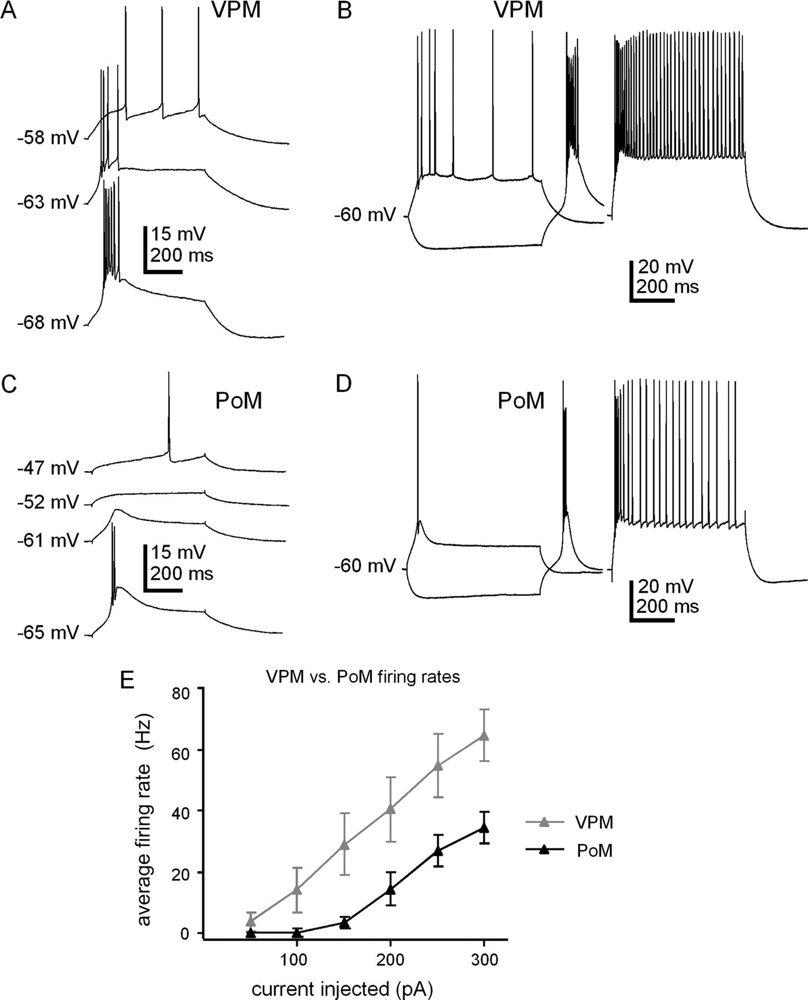 A
VPM
-58 mV
-63 mV
15 mV
200 ms
-68 mV
B
VPM
-60 mV
20 mV
200 ms
C
PoM
-47 mV
-52 mV
-61 mV
15 mV
200 ms
-65 mV
D
PoM
-60 mV
20 mV
200 ms
E
VPM vs. PoM firing rates
average firing rate (Hz)
80
60
40
20
0
100 200 300
current injected (pA)
VPM
PoM